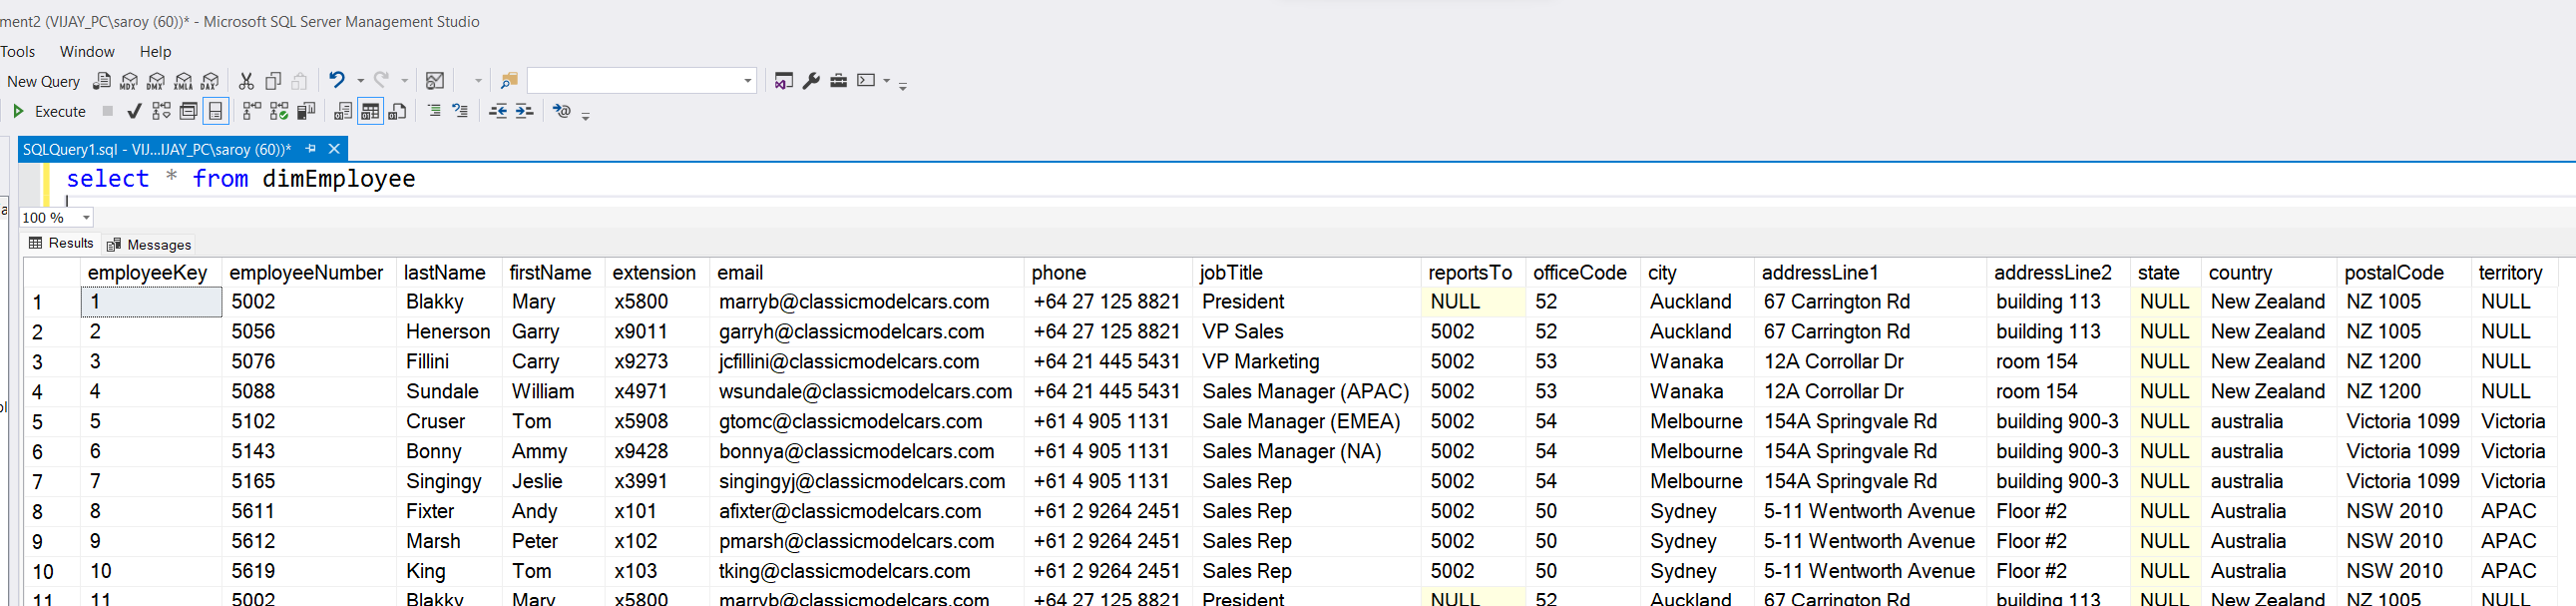 ment2 (VIJAY_PC\saroy (60))* - Microsoft SQL Server Management Studio
Tools Window Help
New Query MDX DMX XMLA DAX
Execute
SQLQuery1.sql - VIJ...IJAY_PC\saroy (60))*
select * from dimEmployee
100 %
Results Messages
employeeKey employeeNumber lastName firstName extension email phone jobTitle reportsTo officeCode city addressLine1 addressLine2 state country postalCode territory
1 1 5002 Blakky Mary x5800 marryb@classicmodelcars.com +64 27 125 8821 President NULL 52 Auckland 67 Carrington Rd building 113 NULL New Zealand NZ 1005 NULL
2 2 5056 Henerson Garry x9011 garryh@classicmodelcars.com +64 27 125 8821 VP Sales 5002 52 Auckland 67 Carrington Rd building 113 NULL New Zealand NZ 1005 NULL
3 3 5076 Fillini Carry x9273 jcfillini@classicmodelcars.com +64 21 445 5431 VP Marketing 5002 53 Wanaka 12A Corrollar Dr room 154 NULL New Zealand NZ 1200 NULL
4 4 5088 Sundale William x4971 wsundale@classicmodelcars.com +64 21 445 5431 Sales Manager (APAC) 5002 53 Wanaka 12A Corrollar Dr room 154 NULL New Zealand NZ 1200 NULL
5 5 5102 Cruser Tom x5908 gtomc@classicmodelcars.com +61 4 905 1131 Sale Manager (EMEA) 5002 54 Melbourne 154A Springvale Rd building 900-3 NULL australia Victoria 1099 Victoria
6 6 5143 Bonny Ammy x9428 bonnya@classicmodelcars.com +61 4 905 1131 Sales Manager (NA) 5002 54 Melbourne 154A Springvale Rd building 900-3 NULL australia Victoria 1099 Victoria
7 7 5165 Singingy Jeslie x3991 singingyj@classicmodelcars.com +61 4 905 1131 Sales Rep 5002 54 Melbourne 154A Springvale Rd building 900-3 NULL australia Victoria 1099 Victoria
8 8 5611 Fixter Andy x101 afixter@classicmodelcars.com +61 2 9264 2451 Sales Rep 5002 50 Sydney 5-11 Wentworth Avenue Floor #2 NULL Australia NSW 2010 APAC
9 9 5612 Marsh Peter x102 pmarsh@classicmodelcars.com +61 2 9264 2451 Sales Rep 5002 50 Sydney 5-11 Wentworth Avenue Floor #2 NULL Australia NSW 2010 APAC
10 10 5619 King Tom x103 tking@classicmodelcars.com +61 2 9264 2451 Sales Rep 5002 50 Sydney 5-11 Wentworth Avenue Floor #2 NULL Australia NSW 2010 APAC
11 11 5002 Blakky Mary x5800 marryb@classicmodelcars.com +64 27 125 8821 President NULL 52 Auckland 67 Carrington Rd building 113 NULL New Zealand NZ 1005 NULL